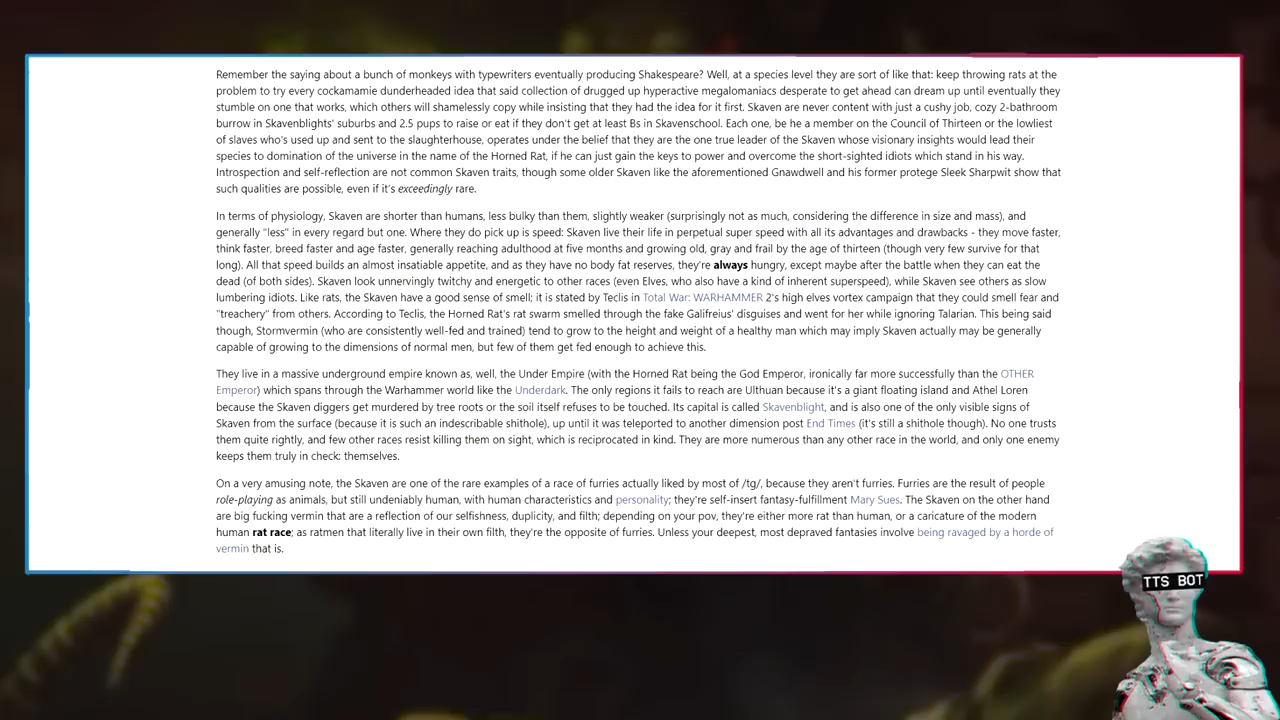 Remember the saying about a bunch of monkeys with typewriters eventually producing Shakespeare? Well, at a species level they are sort of like that: keep throwing rats at the
problem to try every cockamamie dunderheaded idea that said collection of drugged up hyperactive megalomaniacs desperate to get ahead can dream up until eventually they
stumble on one that works, which others will shamelessly copy while insisting that they had the idea for it first. Skaven are never content with just a cushy job, cozy 2-bathroom
burrow in Skavenblights' suburbs and 2.5 pups to raise or eat if they don't get at least Bs in Skavenschool. Each one, be he a member on the Council of Thirteen or the lowliest
of slaves who's used up and sent to the slaughterhouse, operates under the belief that they are the one true leader of the Skaven whose visionary insights would lead their
species to domination of the universe in the name of the Horned Rat, if he can just gain the keys to power and overcome the short-sighted idiots which stand in his way.
Introspection and self-reflection are not common Skaven traits, though some older Skaven like the aforementioned Gnawdwell and his former protege Sleek Sharpwit show that
such qualities are possible, even if it's exceedingly rare.
In terms of physiology, Skaven are shorter than humans, less bulky than them, slightly weaker (surprisingly not as much, considering the difference in size and mass), and
generally "less" in every regard but one. Where they do pick up is speed: Skaven live their life in perpetual super speed with all its advantages and drawbacks - they move faster,
think faster, breed faster and age faster, generally reaching adulthood at five months and growing old, gray and frail by the age of thirteen (though very few survive for that
long). All that speed builds an almost insatiable appetite, and as they have no body fat reserves, they're always hungry, except maybe after the battle when they can eat the
dead (of both sides). Skaven look unnervingly twitchy and energetic to other races (even Elves, who also have a kind of inherent superspeed), while Skaven see others as slow
lumbering idiots. Like rats, the Skaven have a good sense of smell; it is stated by Teclis in Total War: WARHAMMER 2's high elves vortex campaign that they could smell fear and
"treachery" from others. According to Teclis, the Horned Rat's rat swarm smelled through the fake Galifreius' disguises and went for her while ignoring Talarian. This being said
though, Stormvermin (who are consistently well-fed and trained) tend to grow to the height and weight of a healthy man which may imply Skaven actually may be generally
capable of growing to the dimensions of normal men, but few of them get fed enough to achieve this.
They live in a massive underground empire known as, well, the Under Empire (with the Horned Rat being the God Emperor, ironically far more successfully than the OTHER
Emperor) which spans through the Warhammer world like the Underdark. The only regions it fails to reach are Ulthuan because it's a giant floating island and Athel Loren
because the Skaven diggers get murdered by tree roots or the soil itself refuses to be touched. Its capital is called Skavenblight, and is also one of the only visible signs of
Skaven from the surface (because it is such an indescribable shithole), up until it was teleported to another dimension post End Times (it's still a shithole though). No one trusts
them quite rightly, and few other races resist killing them on sight, which is reciprocated in kind. They are more numerous than any other race in the world, and only one enemy
keeps them truly in check: themselves.
On a very amusing note, the Skaven are one of the rare examples of a race of furries actually liked by most of /tg/, because they aren't furries. Furries are the result of people
role-playing as animals, but still undeniably human, with human characteristics and personality; they're self-insert fantasy-fulfillment Mary Sues. The Skaven on the other hand
are big fucking vermin that are a reflection of our selfishness, duplicity, and filth; depending on your pov, they're either more rat than human, or a caricature of the modern
human rat race; as ratmen that literally live in their own filth, they're the opposite of furries. Unless your deepest, most depraved fantasies involve being ravaged by a horde of
vermin that is.
TTS BOT